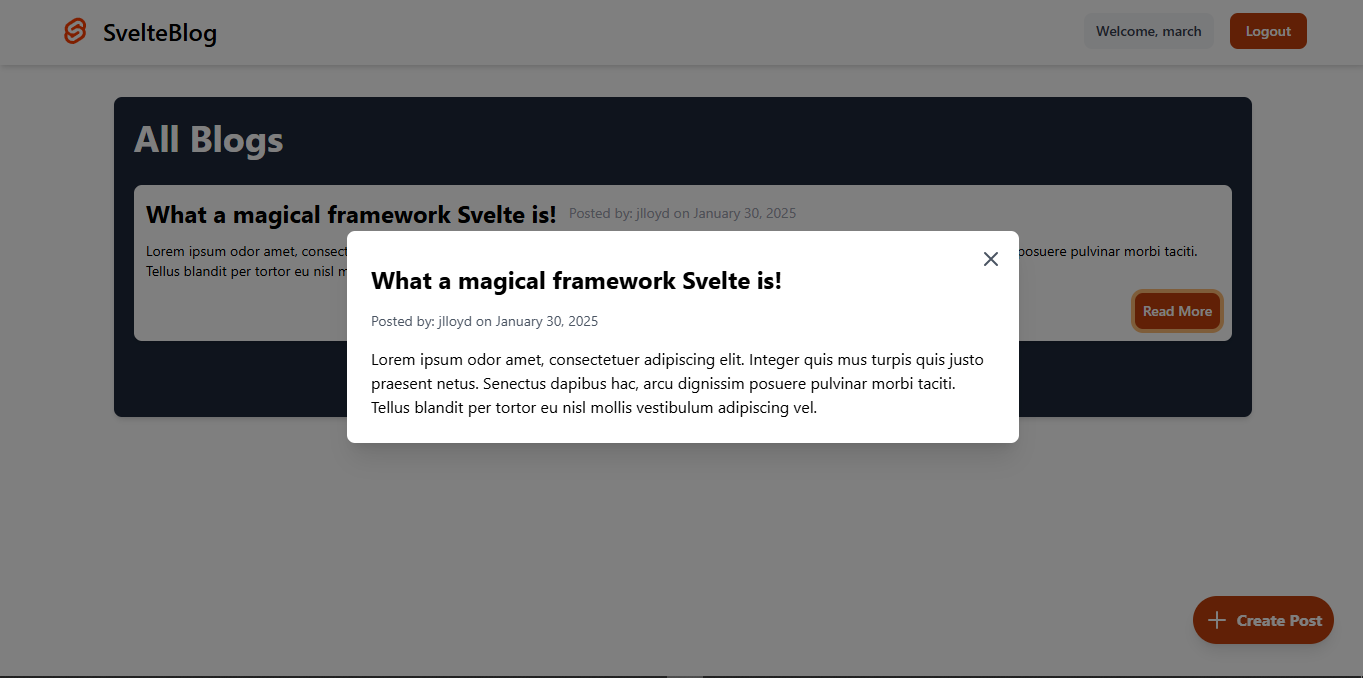 SvelteBlog
Welcome, march
Logout
All Blogs
What a magical framework Svelte is!
Posted by: jlloyd on January 30, 2025
Lorem ipsum odor amet, consect
posuere pulvinar morbi taciti.
Tellus blandit per tortor eu nisl m
Read More
What a magical framework Svelte is!
Posted by: jlloyd on January 30, 2025
Lorem ipsum odor amet, consectetuer adipiscing elit. Integer quis mus turpis quis justo
praesent netus. Senectus dapibus hac, arcu dignissim posuere pulvinar morbi taciti.
Tellus blandit per tortor eu nisl mollis vestibulum adipiscing vel.
Create Post